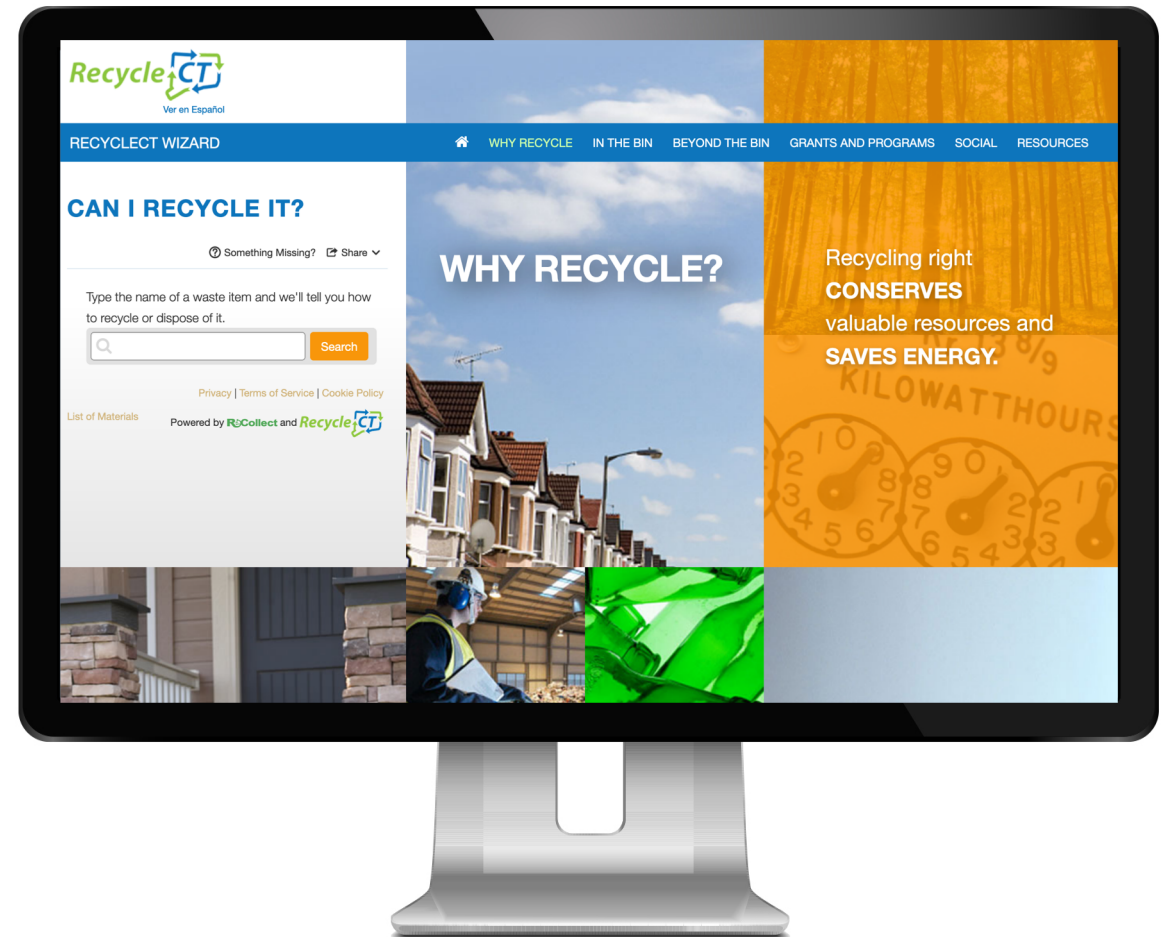 Recycle CT
Ver en Español
RECYCLECT WIZARD
WHY RECYCLE IN THE BIN BEYOND THE BIN GRANTS AND PROGRAMS SOCIAL RESOURCES
CAN I RECYCLE IT?
Something Missing? Share
Type the name of a waste item and we'll tell you how
to recycle or dispose of it.
Search
Privacy | Terms of Service | Cookie Policy
List of Materials
Powered by ReCollect and Recycle CT
WHY RECYCLE?
Recycling right
CONSERVES
valuable resources and
SAVES ENERGY.
KILOWATTHOURS